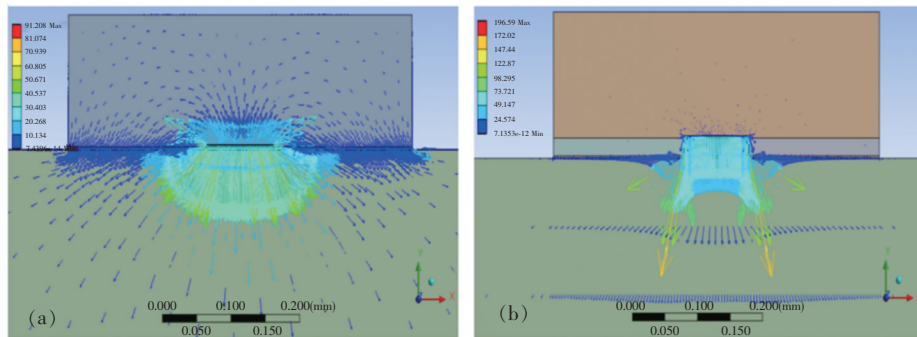 91.208 Max
81.074
70.939
60.805
50.671
40.537
30.403
20.268
10.134
Y
X
0.000
0.100
0.200(mm)
0.050
0.150
(a)
196.59 Max
172.02
147.44
122.87
98.295
73.721
49.147
24.574
7.1353e-12 Min
Y
X
0.000
0.100
0.200(mm)
0.050
0.150
(b)